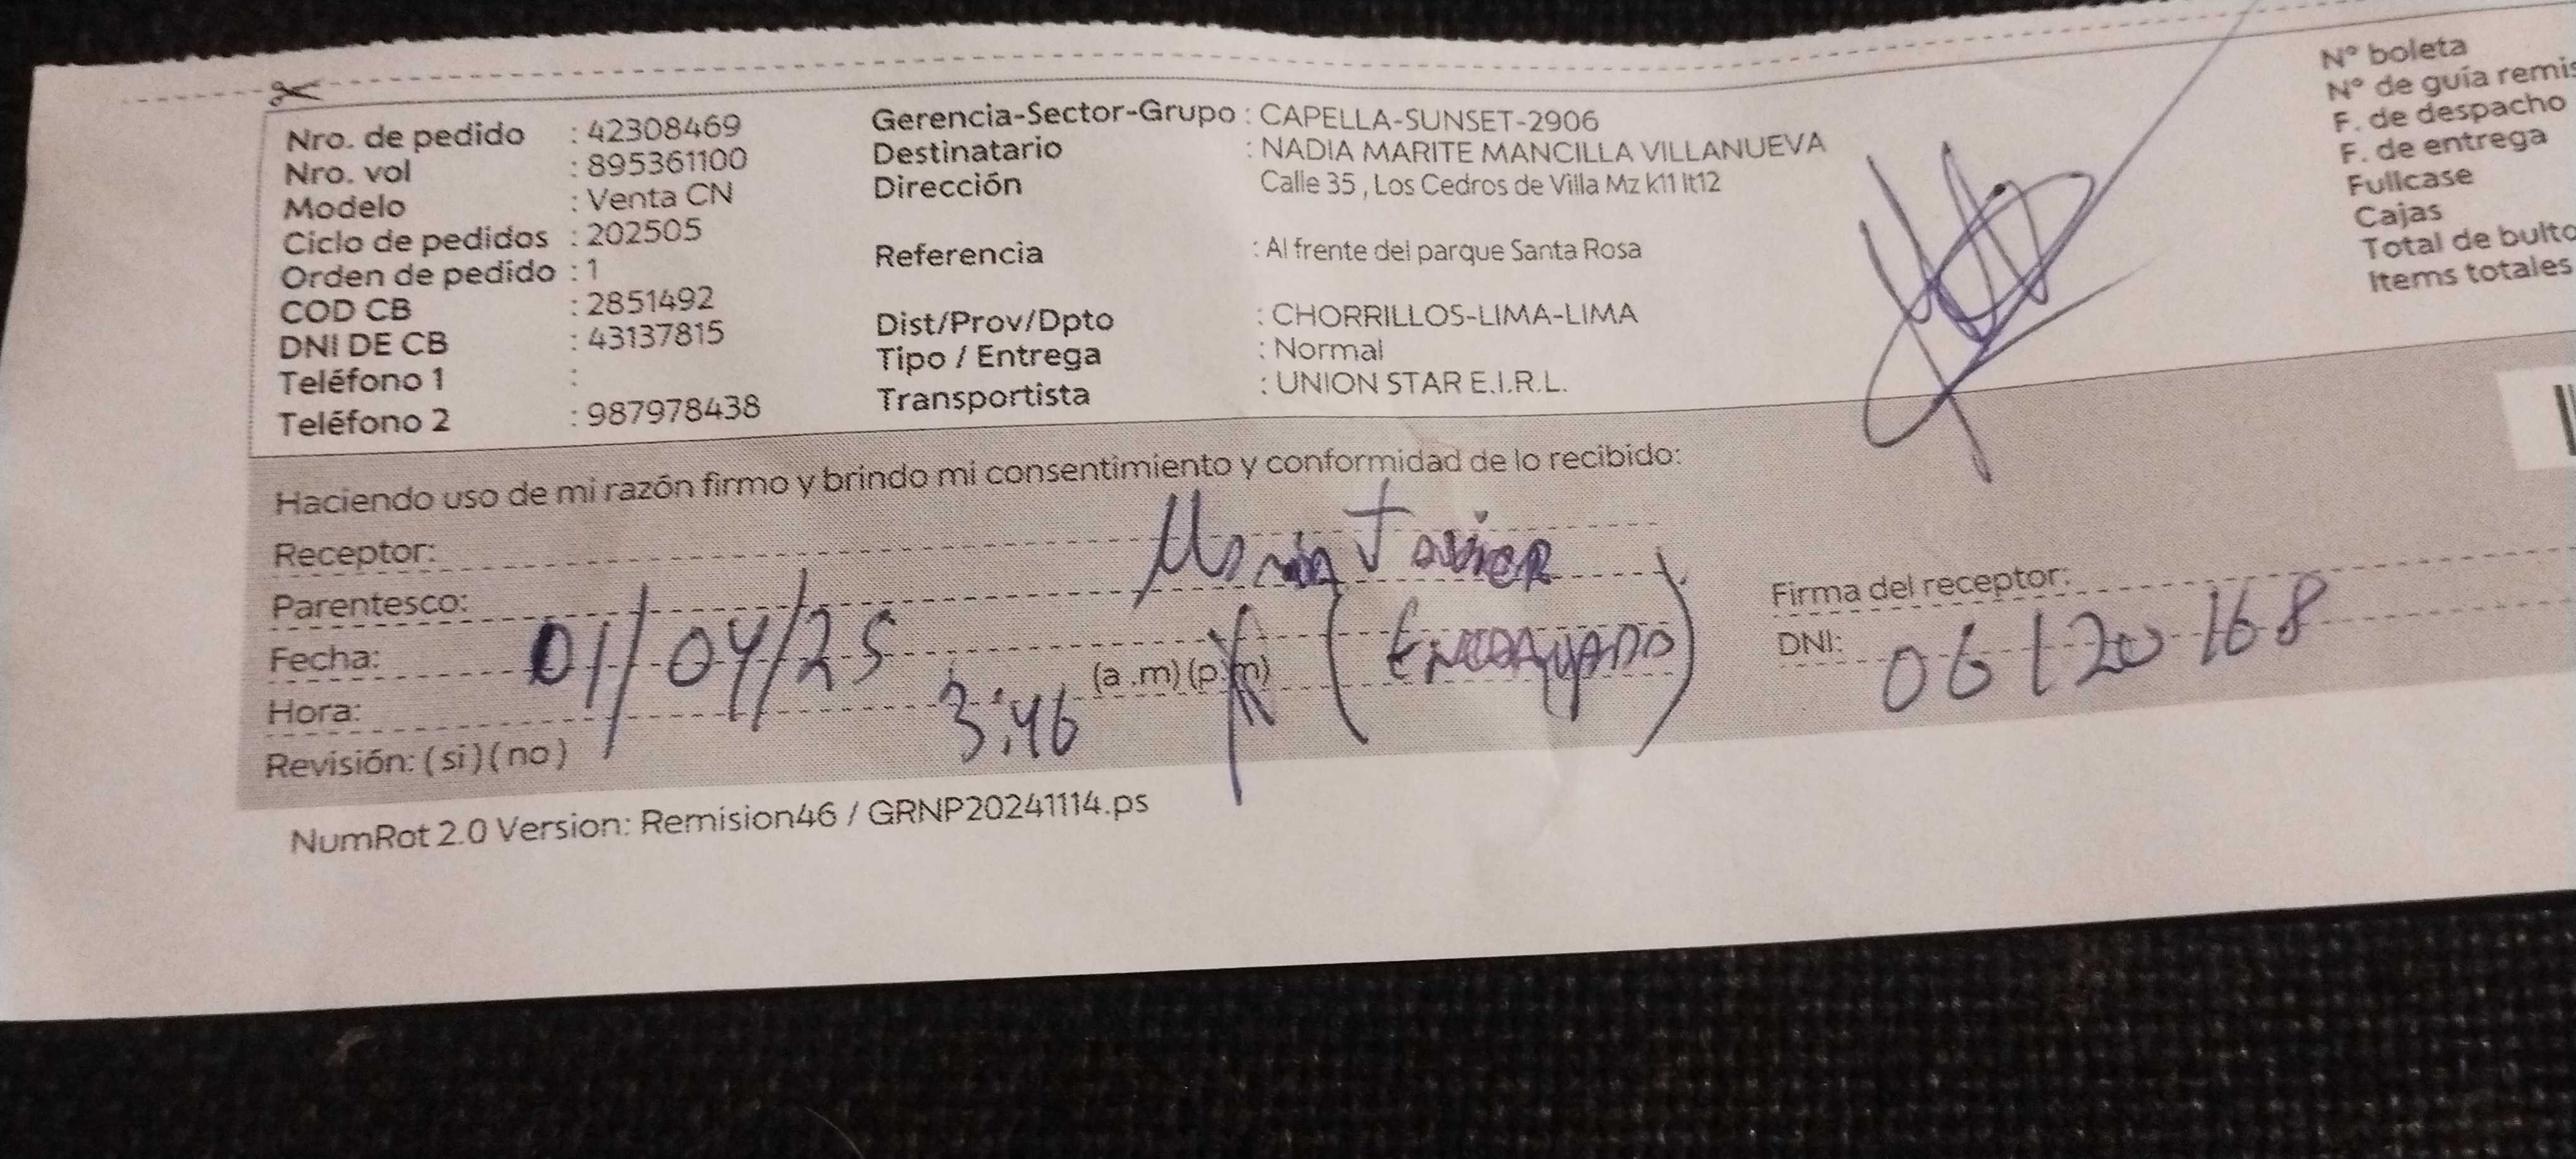 Nro. de pedido : 42308469
Nro. vol : 895361100
Modelo : Venta CN
Ciclo de pedidos : 202505
Orden de pedido : 1
COD CB : 2851492
DNI DE CB : 43137815
Teléfono 1 :
Teléfono 2 : 987978438
Gerencia-Sector-Grupo : CAPELLA-SUNSET-2906
Destinatario : NADIA MARITE MANCILLA VILLANUEVA
Dirección Calle 35 , Los Cedros de Villa Mz k11 lt12
Referencia : Al frente del parque Santa Rosa
Dist/Prov/Dpto : CHORRILLOS-LIMA-LIMA
Tipo / Entrega : Normal
Transportista : UNION STAR E.I.R.L.
N° boleta
N° de guía remis
F. de despacho
F. de entrega
Fullcase
Cajas
Total de bulto
Items totales
Haciendo uso de mi razón firmo y brindo mi consentimiento y conformidad de lo recibido:
Receptor: Javier
Parentesco: (Encargado)
Fecha: 01/04/25
Hora: 3:46 (a .m) (p.m)
Revisión: ( si ) ( no )
Firma del receptor:
DNI: 06120168
NumRot 2.0 Version: Remision46 / GRNP20241114.ps